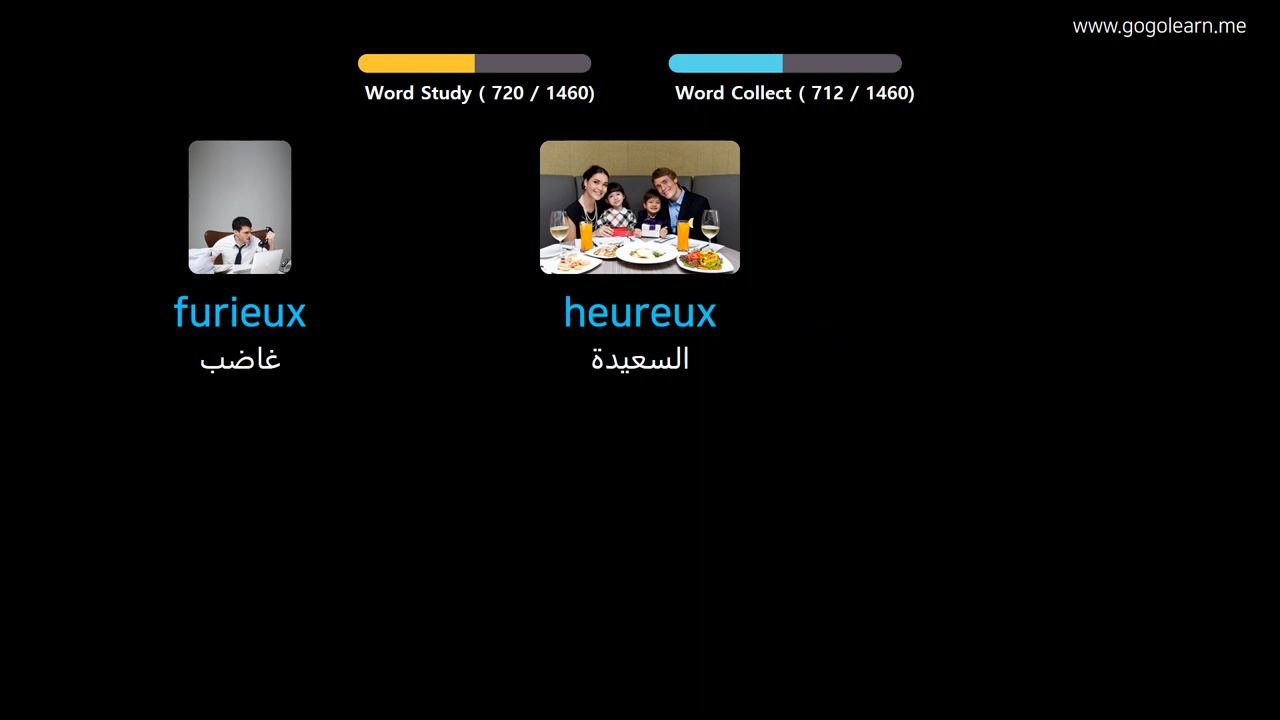 www.gogolearn.me
Word Study ( 720 / 1460)
Word Collect ( 712 / 1460)
furieux
غاضب
heureux
السعيدة